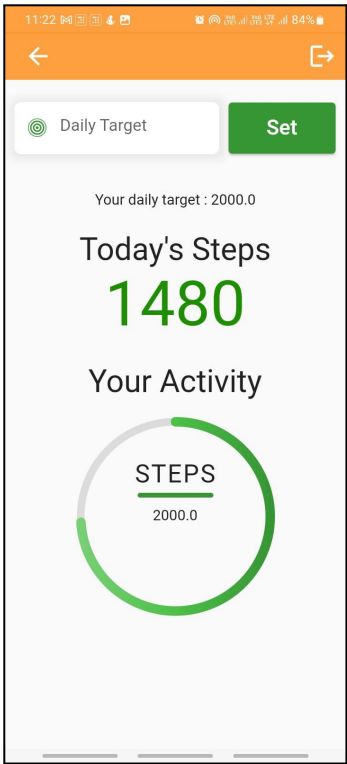 11:22 84%
Daily Target
Set
Your daily target : 2000.0
Today's Steps
1480
Your Activity
STEPS
2000.0